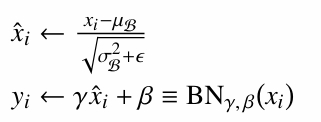 x̂ᵢ ← (xᵢ − μ_ℬ) / √(σ²_ℬ + ϵ)
yᵢ ← γx̂ᵢ + β ≡ BN_γ,β(xᵢ)